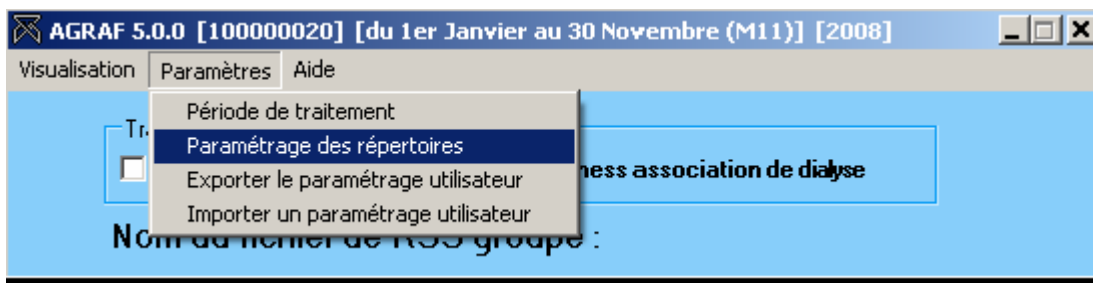 AGRAF 5.0.0 [100000020] [du 1er Janvier au 30 Novembre (M11)] [2008]
Visualisation Paramètres Aide
Période de traitement
Paramétrage des répertoires
Exporter le paramétrage utilisateur
Importer un paramétrage utilisateur
association de dialyse